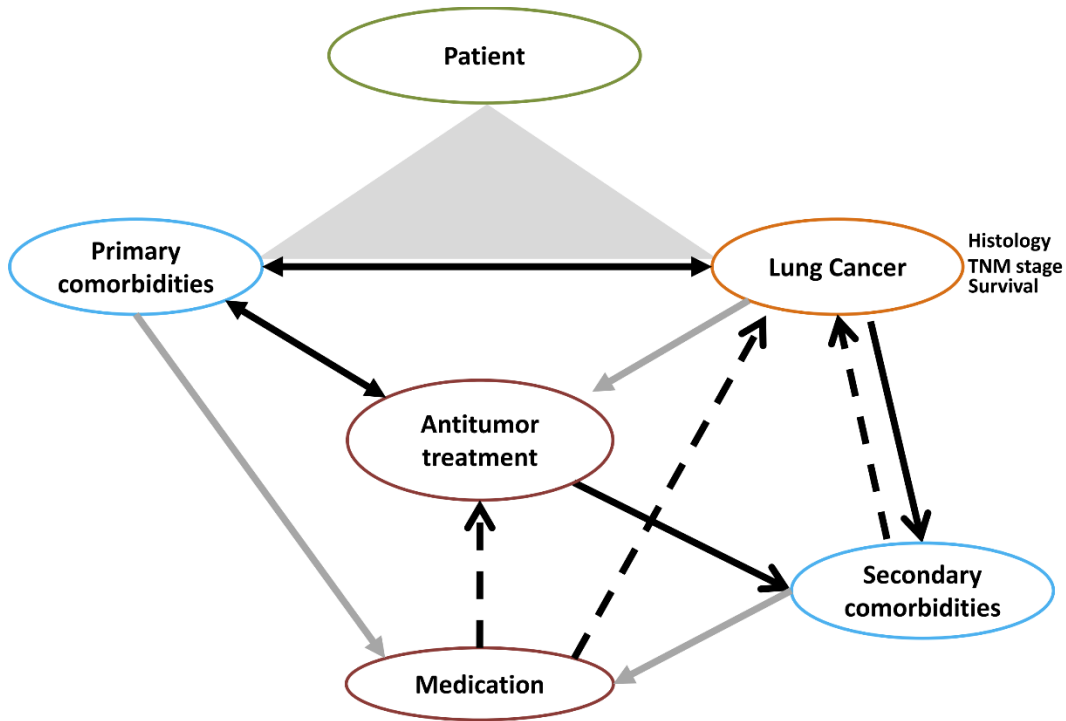 Patient
Primary
comorbidities
Lung Cancer
Histology
TNM stage
Survival
Antitumor
treatment
Secondary
comorbidities
Medication